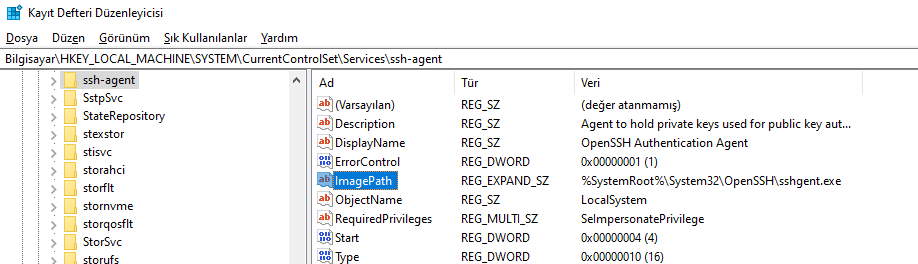 Kayıt Defteri Düzenleyicisi
Dosya Düzen Görünüm Sık Kullanılanlar Yardım
Bilgisayar\HKEY_LOCAL_MACHINE\SYSTEM\CurrentControlSet\Services\ssh-agent
ssh-agent
SstpSvc
StateRepository
stexstor
stisvc
storahci
storflt
stornvme
storqosflt
StorSvc
storufs
Ad Tür Veri
(Varsayılan) REG_SZ (değer atanmamış)
Description REG_SZ Agent to hold private keys used for public key aut...
DisplayName REG_SZ OpenSSH Authentication Agent
ErrorControl REG_DWORD 0x00000001 (1)
ImagePath REG_EXPAND_SZ %SystemRoot%\System32\OpenSSH\sshgent.exe
ObjectName REG_SZ LocalSystem
RequiredPrivileges REG_MULTI_SZ SeImpersonatePrivilege
Start REG_DWORD 0x00000004 (4)
Type REG_DWORD 0x00000010 (16)